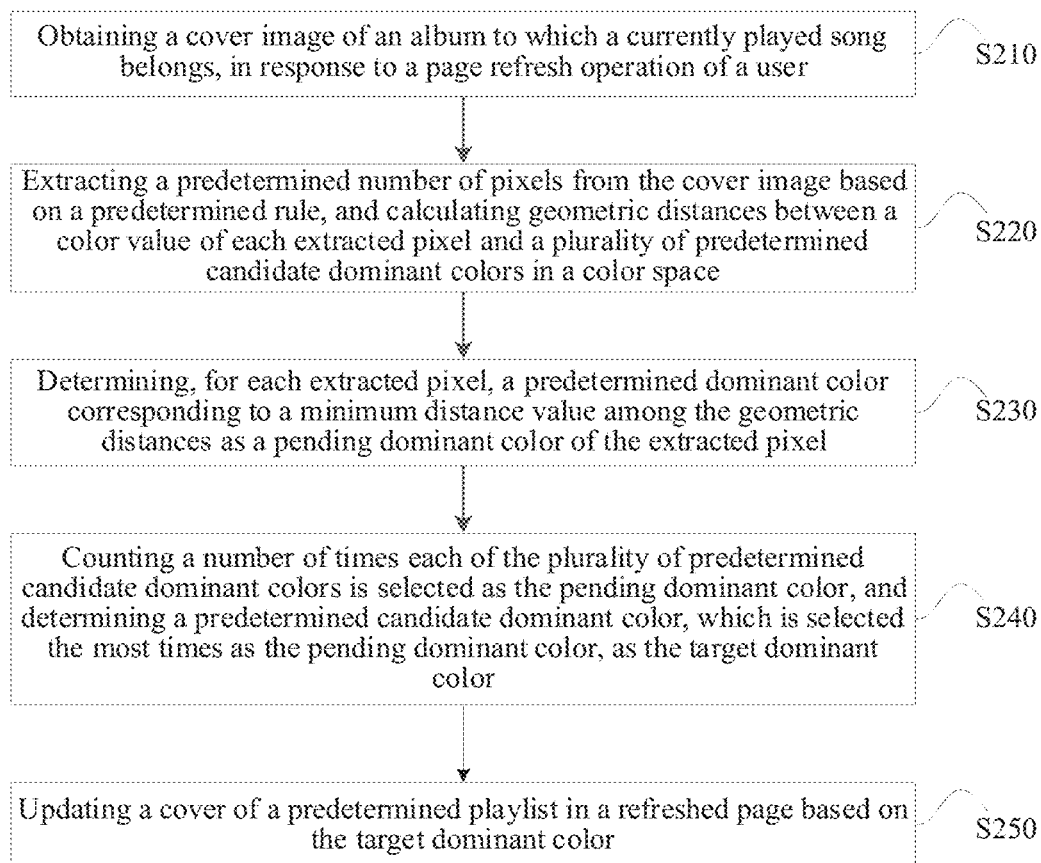 Obtaining a cover image of an album to which a currently played song
belongs, in response to a page refresh operation of a user
S210
Extracting a predetermined number of pixels from the cover image based
on a predetermined rule, and calculating geometric distances between a
color value of each extracted pixel and a plurality of predetermined
candidate dominant colors in a color space
S220
Determining, for each extracted pixel, a predetermined dominant color
corresponding to a minimum distance value among the geometric
distances as a pending dominant color of the extracted pixel
S230
Counting a number of times each of the plurality of predetermined
candidate dominant colors is selected as the pending dominant color, and
determining a predetermined candidate dominant color, which is selected
the most times as the pending dominant color, as the target dominant
color
S240
Updating a cover of a predetermined playlist in a refreshed page based on
the target dominant color
S250